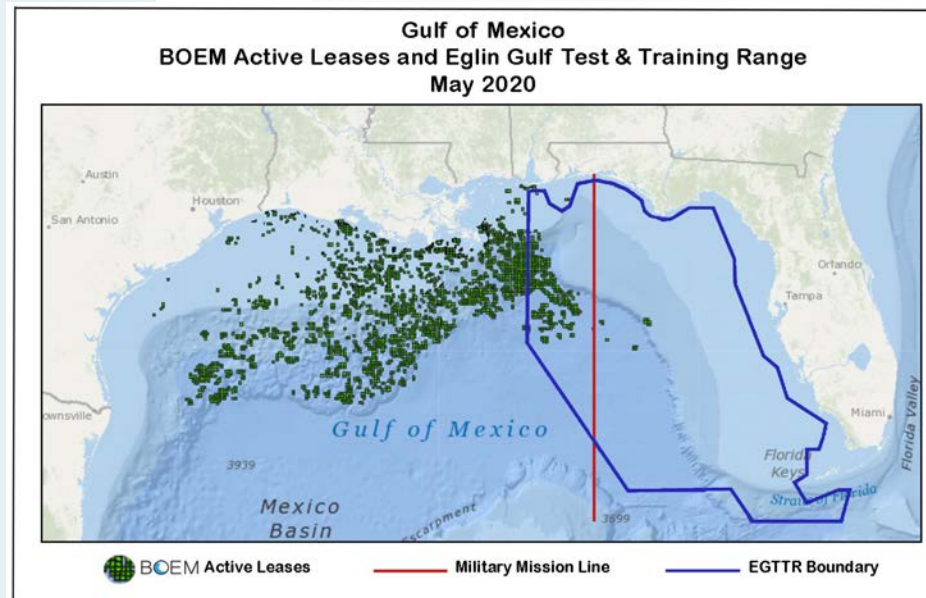 Gulf of Mexico
BOEM Active Leases and Eglin Gulf Test & Training Range
May 2020
Austin
Houston
San Antonio
Orlando
Tampa
ownsville
Gulf of Mexico
Miami
Florida Valley
Florida
Keys
3939
Straits of Florida
Mexico
Basin
Escarpment
3699
BOEM Active Leases
Military Mission Line
EGTTR Boundary